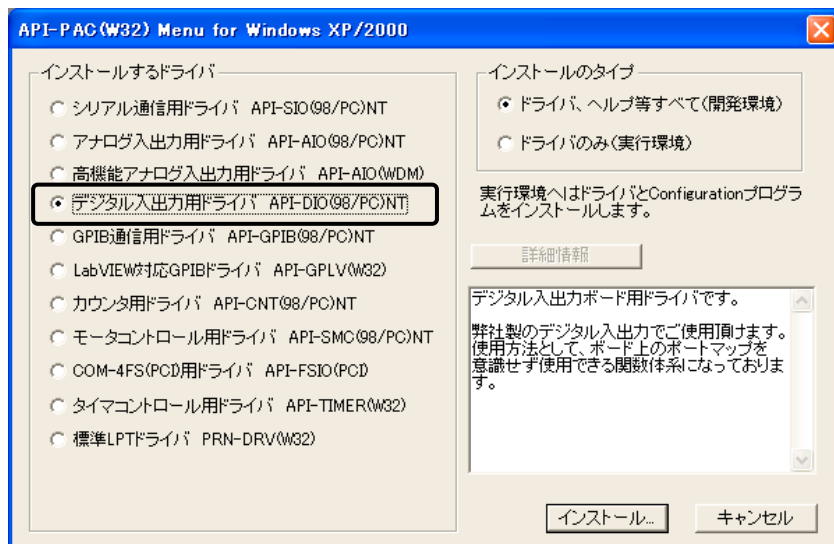 API-PAC(W32) Menu for Windows XP/2000
インストールするドライバ
シリアル通信用ドライバ API-SIO(98/PC)NT
アナログ入出力用ドライバ API-AIO(98/PC)NT
高機能アナログ入出力用ドライバ API-AIO(WDM)
デジタル入出力用ドライバ API-DIO(98/PC)NT
GPIB通信用ドライバ API-GPIB(98/PC)NT
LabVIEW対応GPIBドライバ API-GPLV(W32)
カウンタ用ドライバ API-CNT(98/PC)NT
モータコントロール用ドライバ API-SMC(98/PC)NT
COM-4FS(PCI)用ドライバ API-FSIO(PCI)
タイマコントロール用ドライバ API-TIMER(W32)
標準LPTドライバ PRN-DRV(W32)
インストールのタイプ
ドライバ、ヘルプ等すべて(開発環境)
ドライバのみ(実行環境)
実行環境へはドライバとConfigurationプログラ
ムをインストールします。
詳細情報
デジタル入出力ボード用ドライバです。
弊社製のデジタル入出力でご使用頂けます。
使用方法として、ボード上のポートマップを
意識せず使用できる関数体系になっておりま
す。
インストール...
キャンセル